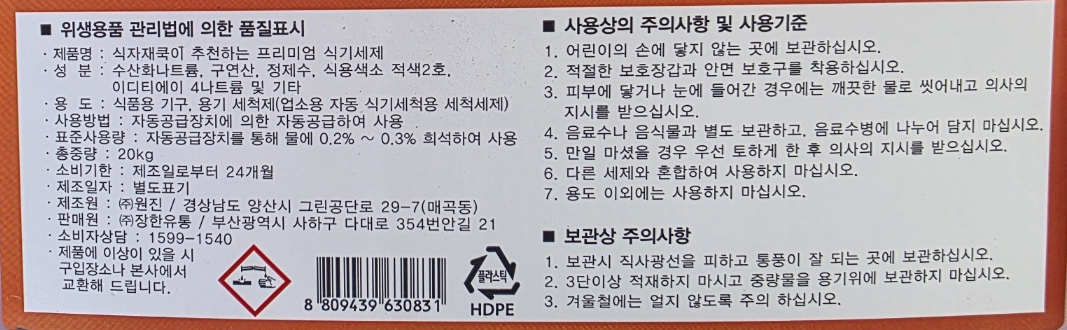 ■ 위생용품 관리법에 의한 품질표시
· 제품명 : 식자재쿡이 추천하는 프리미엄 식기세제
· 성 분 : 수산화나트륨, 구연산, 정제수, 식용색소 적색2호,
이디티에이 4나트륨 및 기타
· 용 도 : 식품용 기구, 용기 세척제(업소용 자동 식기세척용 세척세제)
· 사용방법 : 자동공급장치에 의한 자동공급하여 사용
· 표준사용량 : 자동공급장치를 통해 물에 0.2% ~ 0.3% 희석하여 사용
· 총중량 : 20kg
· 소비기한 : 제조일로부터 24개월
· 제조일자 : 별도표기
· 제조원 : ㈜원진 / 경상남도 양산시 그린공단로 29-7(매곡동)
· 판매원 : ㈜장한유통 / 부산광역시 사하구 다대로 354번안길 21
· 소비자상담 : 1599-1540
· 제품에 이상이 있을 시
구입장소나 본사에서
교환해 드립니다.
8 809439 630831
플라스틱
HDPE
■ 사용상의 주의사항 및 사용기준
1. 어린이의 손에 닿지 않는 곳에 보관하십시오.
2. 적절한 보호장갑과 안면 보호구를 착용하십시오.
3. 피부에 닿거나 눈에 들어간 경우에는 깨끗한 물로 씻어내고 의사의
지시를 받으십시오.
4. 음료수나 음식물과 별도 보관하고, 음료수병에 나누어 담지 마십시오.
5. 만일 마셨을 경우 우선 토하게 한 후 의사의 지시를 받으십시오.
6. 다른 세제와 혼합하여 사용하지 마십시오.
7. 용도 이외에는 사용하지 마십시오.
■ 보관상 주의사항
1. 보관시 직사광선을 피하고 통풍이 잘 되는 곳에 보관하십시오.
2. 3단이상 적재하지 마시고 중량물을 용기위에 보관하지 마십시오.
3. 겨울철에는 얼지 않도록 주의 하십시오.